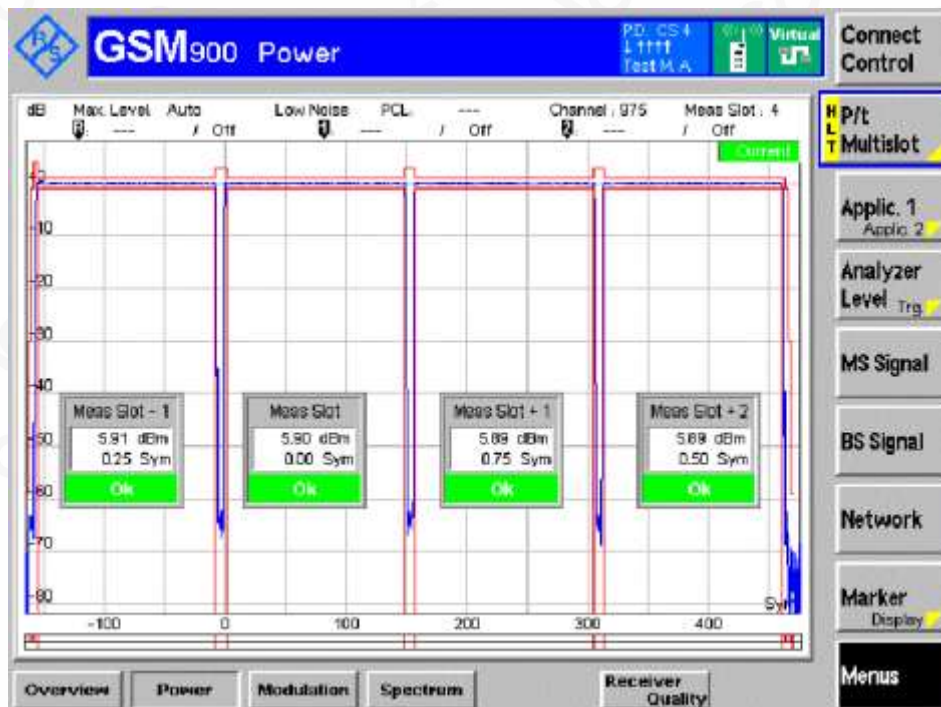 R S
GSM900 Power
P.D. CS 4
↓ ↑↑↑↑
Test M. A.
Virtual
Connect
Control
dB Max. Level Auto Low Noise PCL: --- Channel : 975 Meas Slot : 4
--- / Off --- / Off 2: --- / Off
H
L
T
P/t
Multislot
Current
Applic. 1
Applic. 2
Analyzer
Level Trg.
MS Signal
BS Signal
Network
Marker
Display
Menus
-10
-20
-30
-40
-50
-60
-70
-80
Meas Slot - 1
5.91 dBm
0.25 Sym
Ok
Meas Slot
5.90 dBm
0.00 Sym
Ok
Meas Slot + 1
5.89 dBm
0.75 Sym
Ok
Meas Slot + 2
5.89 dBm
0.50 Sym
Ok
Sym
-100 0 100 200 300 400
Overview Power Modulation Spectrum Receiver
Quality